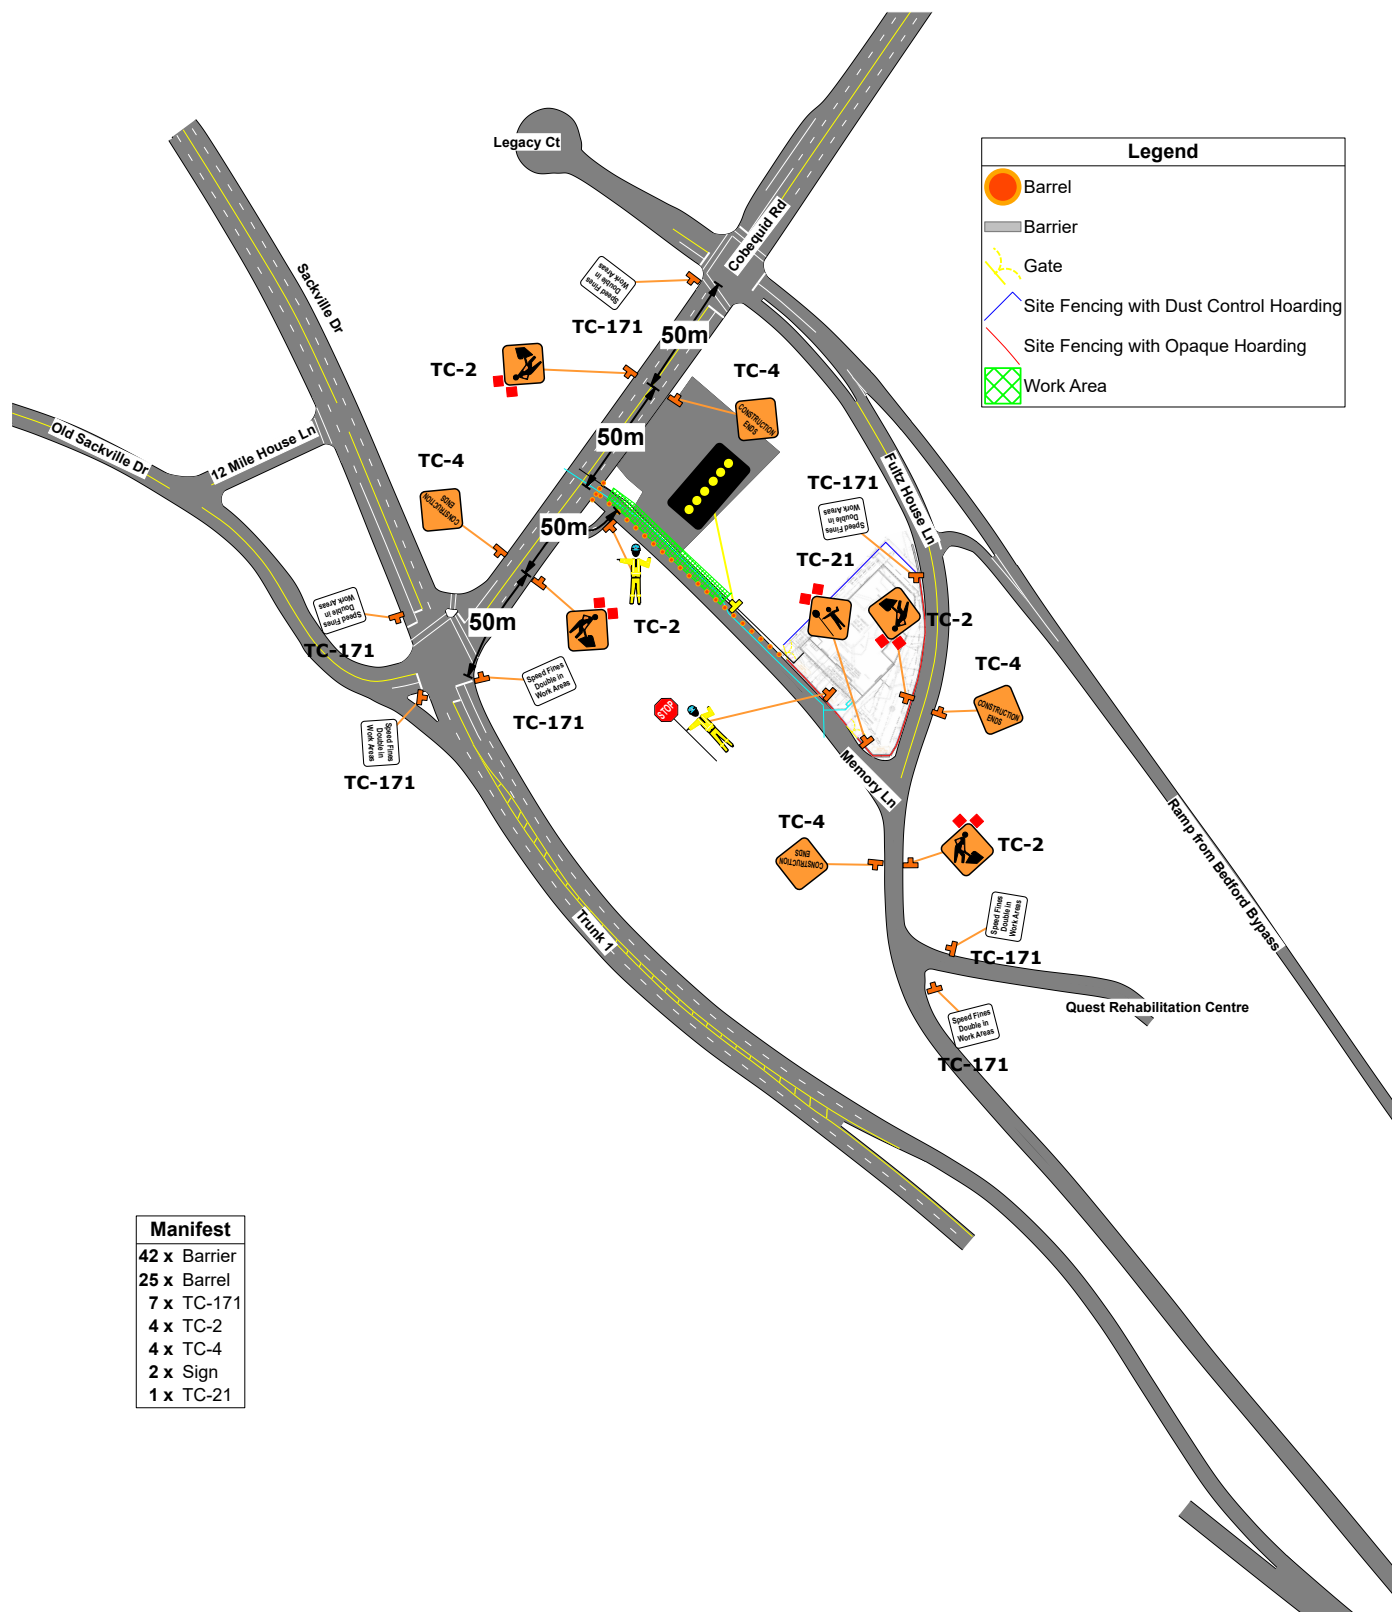 Legacy Ct
Cobequid Rd
Sackville Dr
Speed Fines
Double in
Work Areas
TC-171
50m
TC-2
TC-4
CONSTRUCTION
ENDS
50m
Old Sackville Dr
12 Mile House Ln
TC-4
CONSTRUCTION
ENDS
TC-171
Speed Fines
Double in
Work Areas
Fultz House Ln
50m
TC-21
Speed Fines
Double in
Work Areas
TC-171
50m
TC-2
TC-2
TC-4
CONSTRUCTION
ENDS
Speed Fines
Double in
Work Areas
TC-171
STOP
Speed Fines
Double in
Work Areas
TC-171
Memory Ln
TC-4
CONSTRUCTION
ENDS
TC-2
Ramp from Bedford Bypass
Trunk 1
Speed Fines
Double in
Work Areas
TC-171
Quest Rehabilitation Centre
Speed Fines
Double in
Work Areas
TC-171
Legend
Barrel
Barrier
Gate
Site Fencing with Dust Control Hoarding
Site Fencing with Opaque Hoarding
Work Area
Manifest
42 x Barrier
25 x Barrel
7 x TC-171
4 x TC-2
4 x TC-4
2 x Sign
1 x TC-21